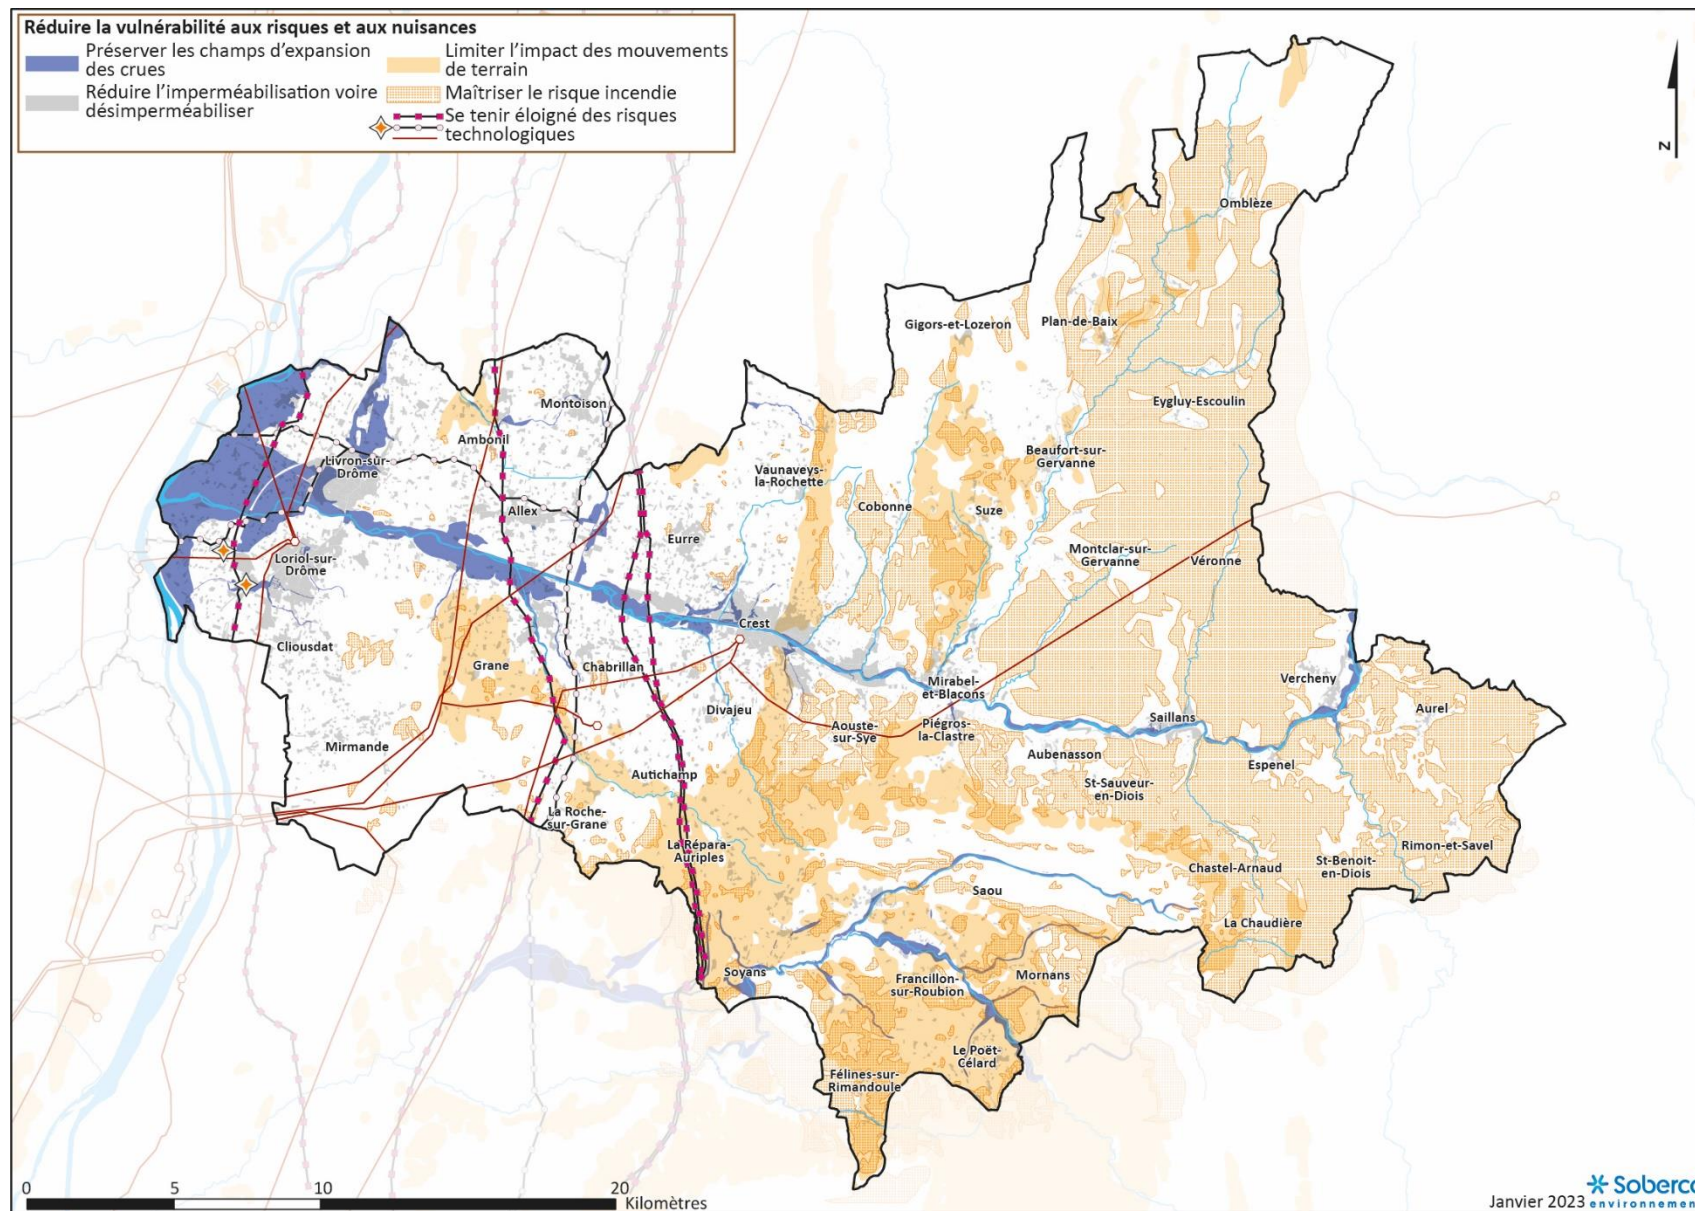 Réduire la vulnérabilité aux risques et aux nuisances
Préserver les champs d'expansion
des crues
Réduire l'imperméabilisation voire
désimperméabiliser
Limiter l'impact des mouvements
de terrain
Maîtriser le risque incendie
Se tenir éloigné des risques
technologiques
N
Omblèze
Gigors-et-Lozeron
Plan-de-Baix
Eygluy-Escoulin
Montoison
Ambonil
Livron-sur-
Drôme
Beaufort-sur-
Gervanne
Vaunaveys-
la-Rochette
Cobonne
Suze
Allex
Eurre
Loriol-sur-
Drôme
Montclar-sur-
Gervanne
Véronne
Crest
Cliousdat
Grane
Chabrillan
Mirabel-
et-Blacons
Vercheny
Divajeu
Aouste-
sur-Sye
Piégros-
la-Clastre
Saillans
Aurel
Mirmande
Aubenasson
Espenel
Autichamp
St-Sauveur-
en-Diois
La Roche-
sur-Grane
La Répara-
Auriples
Rimon-et-Savel
Chastel-Arnaud
St-Benoit-
en-Diois
Saou
La Chaudière
Soyans
Francillon-
sur-Roubion
Mornans
Le Poët-
Célard
Félines-sur-
Rimandoule
0 5 10 20
Kilomètres
Janvier 2023
Soberco
environnemen